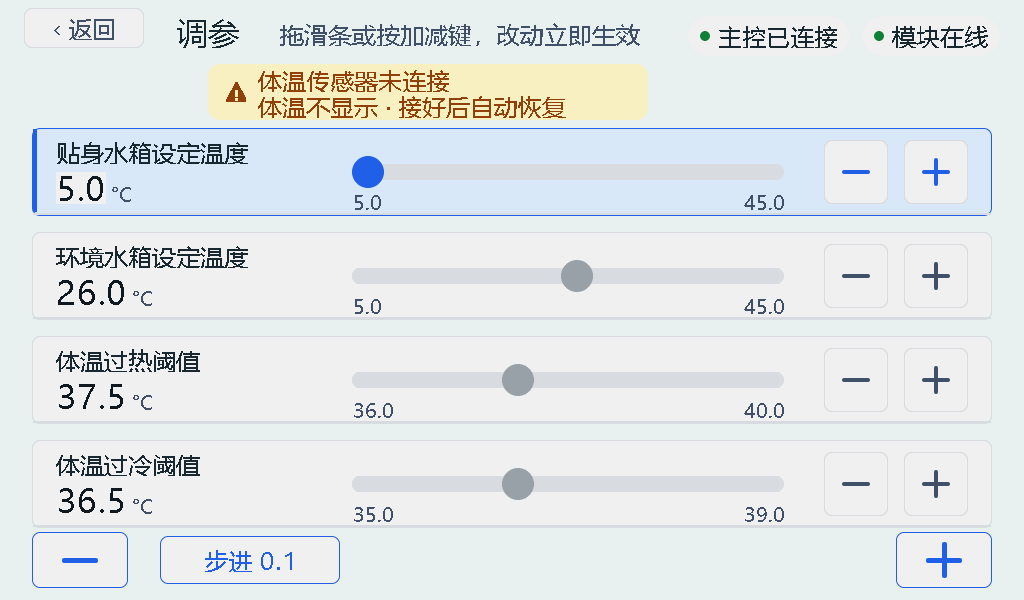 ‹ 返回
调参
拖滑条或按加减键，改动立即生效
主控已连接
模块在线
体温传感器未连接
体温不显示 · 接好后自动恢复
贴身水箱设定温度
5.0 °C
5.0
45.0
− +
环境水箱设定温度
26.0 °C
5.0
45.0
− +
体温过热阈值
37.5 °C
36.0
40.0
− +
体温过冷阈值
36.5 °C
35.0
39.0
− +
−
步进 0.1
+